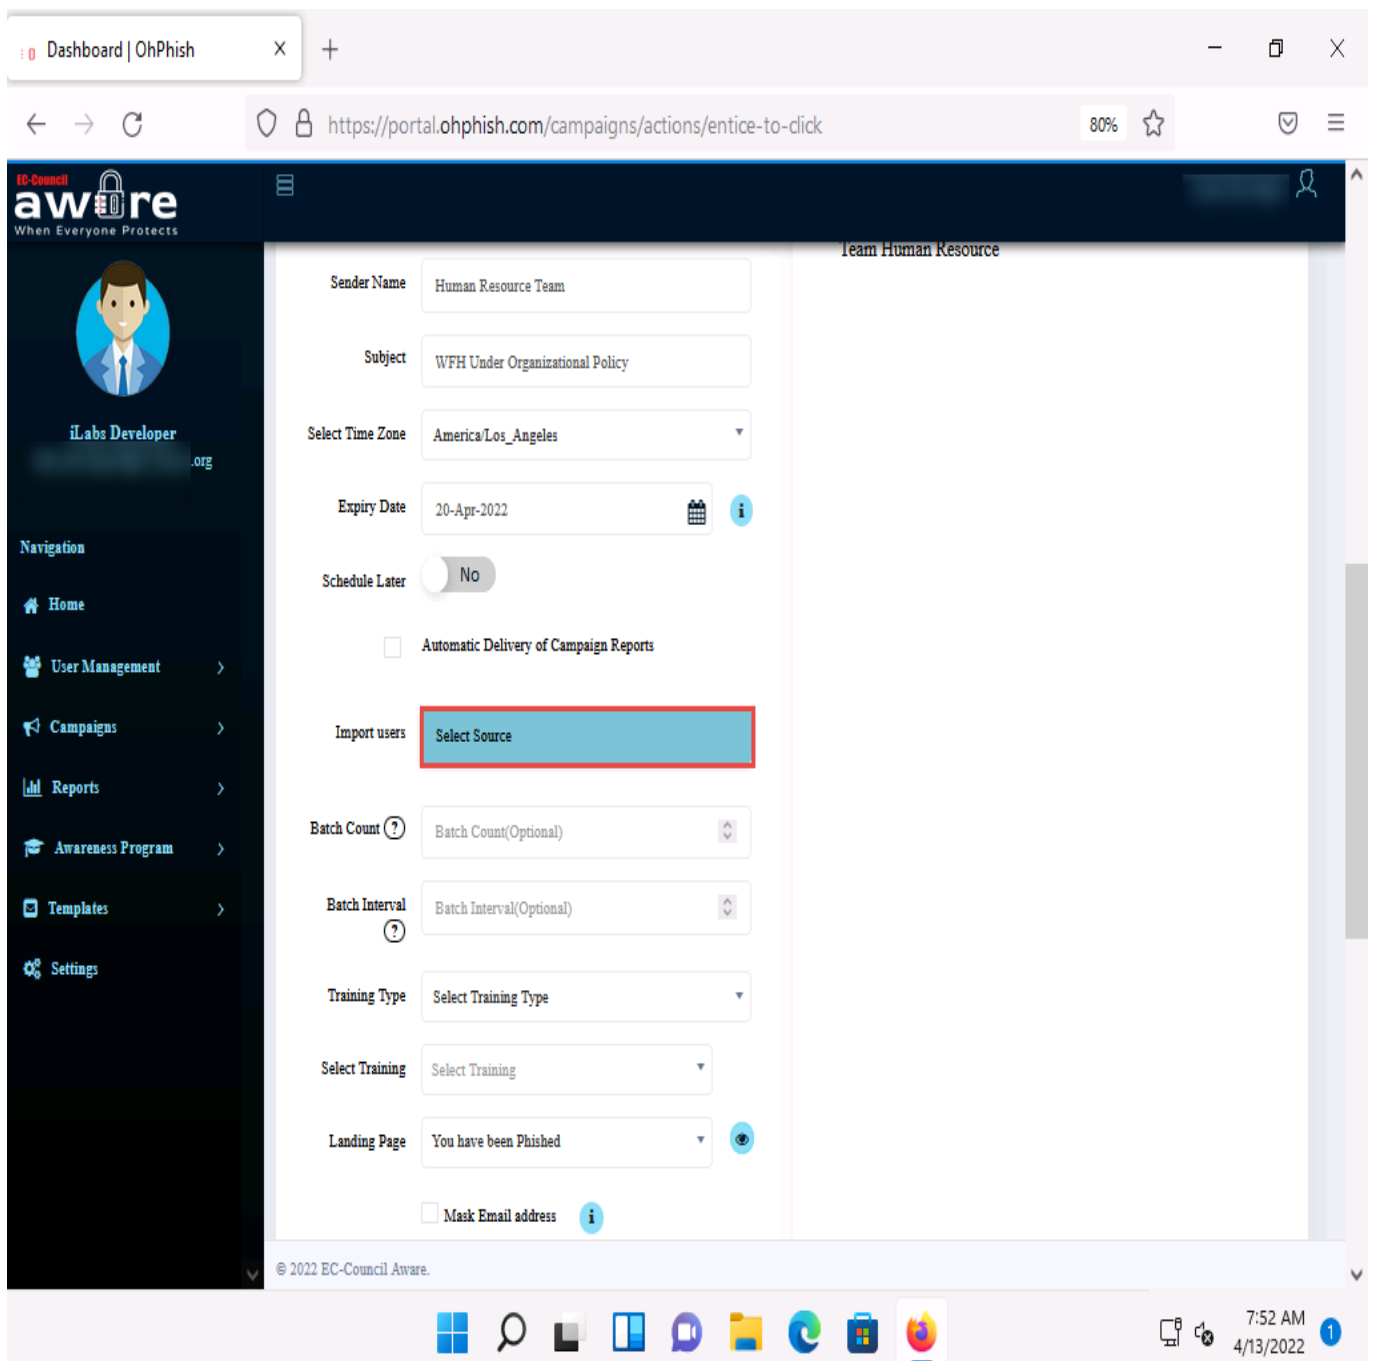 Dashboard | OhPhish
https://portal.ohphish.com/campaigns/actions/entice-to-click
80%
EC-Council
aware
When Everyone Protects
iLabs Developer
.org
Navigation
Home
User Management
Campaigns
Reports
Awareness Program
Templates
Settings
Team Human Resource
Sender Name
Human Resource Team
Subject
WFH Under Organizational Policy
Select Time Zone
America/Los_Angeles
Expiry Date
20-Apr-2022
Schedule Later
No
Automatic Delivery of Campaign Reports
Import users
Select Source
Batch Count ?
Batch Count(Optional)
Batch Interval
?
Batch Interval(Optional)
Training Type
Select Training Type
Select Training
Select Training
Landing Page
You have been Phished
Mask Email address
© 2022 EC-Council Aware.
7:52 AM
4/13/2022
1